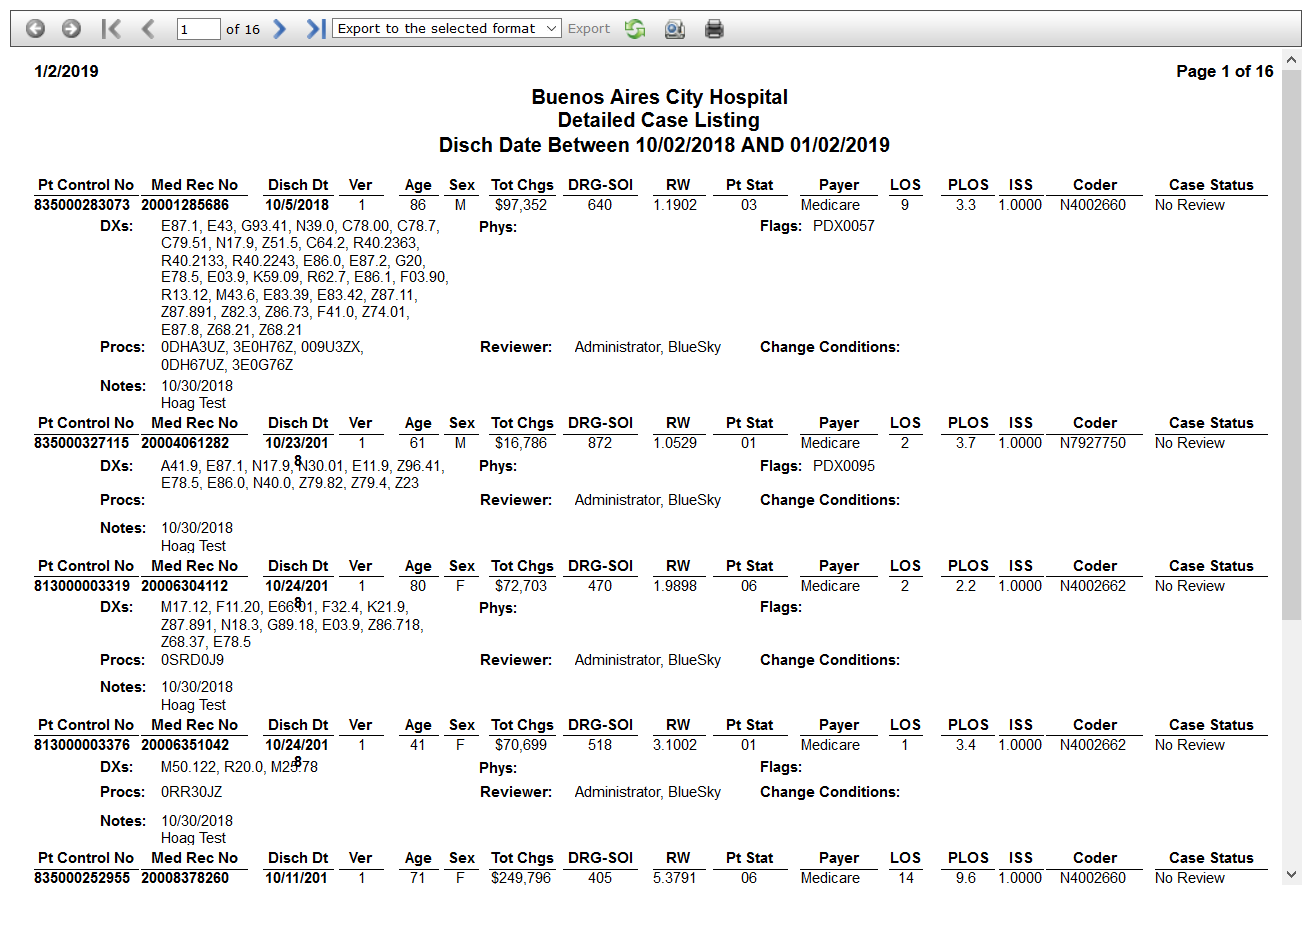 1 of 16 Export to the selected format Export
1/2/2019 Page 1 of 16
Buenos Aires City Hospital
Detailed Case Listing
Disch Date Between 10/02/2018 AND 01/02/2019
Pt Control No Med Rec No Disch Dt Ver Age Sex Tot Chgs DRG-SOI RW Pt Stat Payer LOS PLOS ISS Coder Case Status
835000283073 20001285686 10/5/2018 1 86 M $97,352 640 1.1902 03 Medicare 9 3.3 1.0000 N4002660 No Review
DXs: E87.1, E43, G93.41, N39.0, C78.00, C78.7, Phys: Flags: PDX0057
C79.51, N17.9, Z51.5, C64.2, R40.2363,
R40.2133, R40.2243, E86.0, E87.2, G20,
E78.5, E03.9, K59.09, R62.7, E86.1, F03.90,
R13.12, M43.6, E83.39, E83.42, Z87.11,
Z87.891, Z82.3, Z86.73, F41.0, Z74.01,
E87.8, Z68.21, Z68.21
Procs: 0DHA3UZ, 3E0H76Z, 009U3ZX, Reviewer: Administrator, BlueSky Change Conditions:
0DH67UZ, 3E0G76Z
Notes: 10/30/2018
Hoag Test
Pt Control No Med Rec No Disch Dt Ver Age Sex Tot Chgs DRG-SOI RW Pt Stat Payer LOS PLOS ISS Coder Case Status
835000327115 20004061282 10/23/201 1 61 M $16,786 872 1.0529 01 Medicare 2 3.7 1.0000 N7927750 No Review
8
DXs: A41.9, E87.1, N17.9, N30.01, E11.9, Z96.41, Phys: Flags: PDX0095
E78.5, E86.0, N40.0, Z79.82, Z79.4, Z23
Procs: Reviewer: Administrator, BlueSky Change Conditions:
Notes: 10/30/2018
Hoag Test
Pt Control No Med Rec No Disch Dt Ver Age Sex Tot Chgs DRG-SOI RW Pt Stat Payer LOS PLOS ISS Coder Case Status
813000003319 20006304112 10/24/201 1 80 F $72,703 470 1.9898 06 Medicare 2 2.2 1.0000 N4002662 No Review
8
DXs: M17.12, F11.20, E66.01, F32.4, K21.9, Phys: Flags:
Z87.891, N18.3, G89.18, E03.9, Z86.718,
Z68.37, E78.5
Procs: 0SRD0J9 Reviewer: Administrator, BlueSky Change Conditions:
Notes: 10/30/2018
Hoag Test
Pt Control No Med Rec No Disch Dt Ver Age Sex Tot Chgs DRG-SOI RW Pt Stat Payer LOS PLOS ISS Coder Case Status
813000003376 20006351042 10/24/201 1 41 F $70,699 518 3.1002 01 Medicare 1 3.4 1.0000 N4002662 No Review
8
DXs: M50.122, R20.0, M25.78 Phys: Flags:
Procs: 0RR30JZ Reviewer: Administrator, BlueSky Change Conditions:
Notes: 10/30/2018
Hoag Test
Pt Control No Med Rec No Disch Dt Ver Age Sex Tot Chgs DRG-SOI RW Pt Stat Payer LOS PLOS ISS Coder Case Status
835000252955 20008378260 10/11/201 1 71 F $249,796 405 5.3791 06 Medicare 14 9.6 1.0000 N4002660 No Review